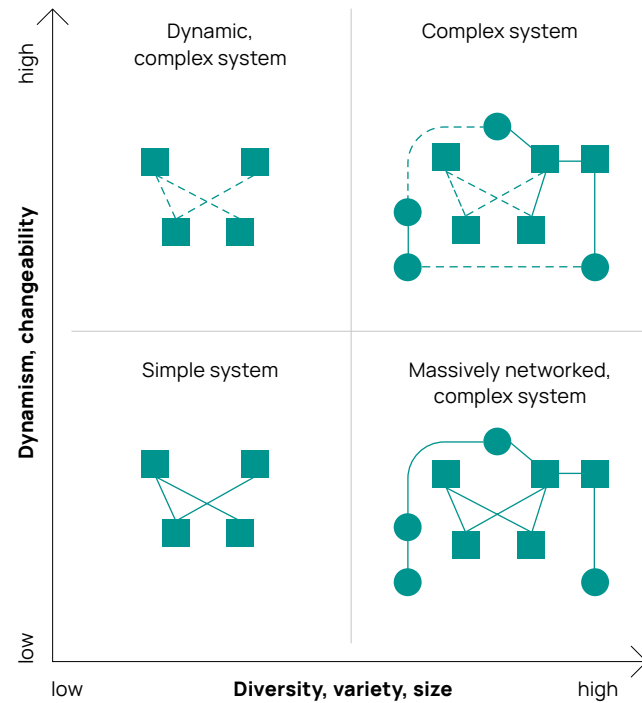 high
Dynamic,
complex system
Complex system
Dynamism, changeability
Simple system
Massively networked,
complex system
low
low
Diversity, variety, size
high